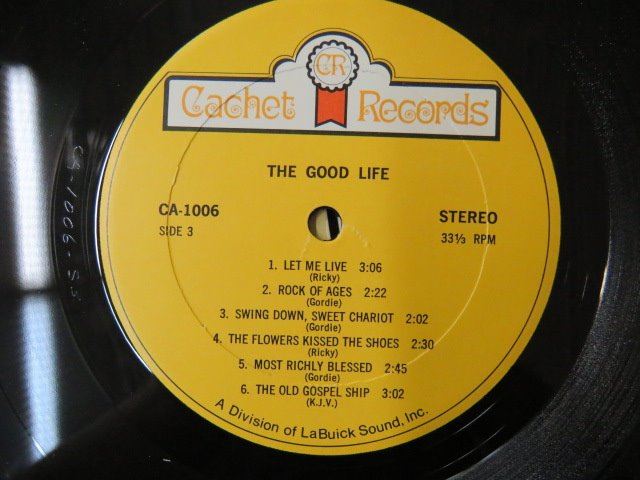 CR
Cachet Records
THE GOOD LIFE
CA-1006 STEREO
SIDE 3 33⅓ RPM
1. LET ME LIVE 3:06
(Ricky)
2. ROCK OF AGES 2:22
(Gordie)
3. SWING DOWN, SWEET CHARIOT 2:02
(Gordie)
4. THE FLOWERS KISSED THE SHOES 2:30
(Ricky)
5. MOST RICHLY BLESSED 2:45
(Gordie)
6. THE OLD GOSPEL SHIP 3:02
(K.J.V.)
A Division of LaBuick Sound, Inc.
CA-1006-S3